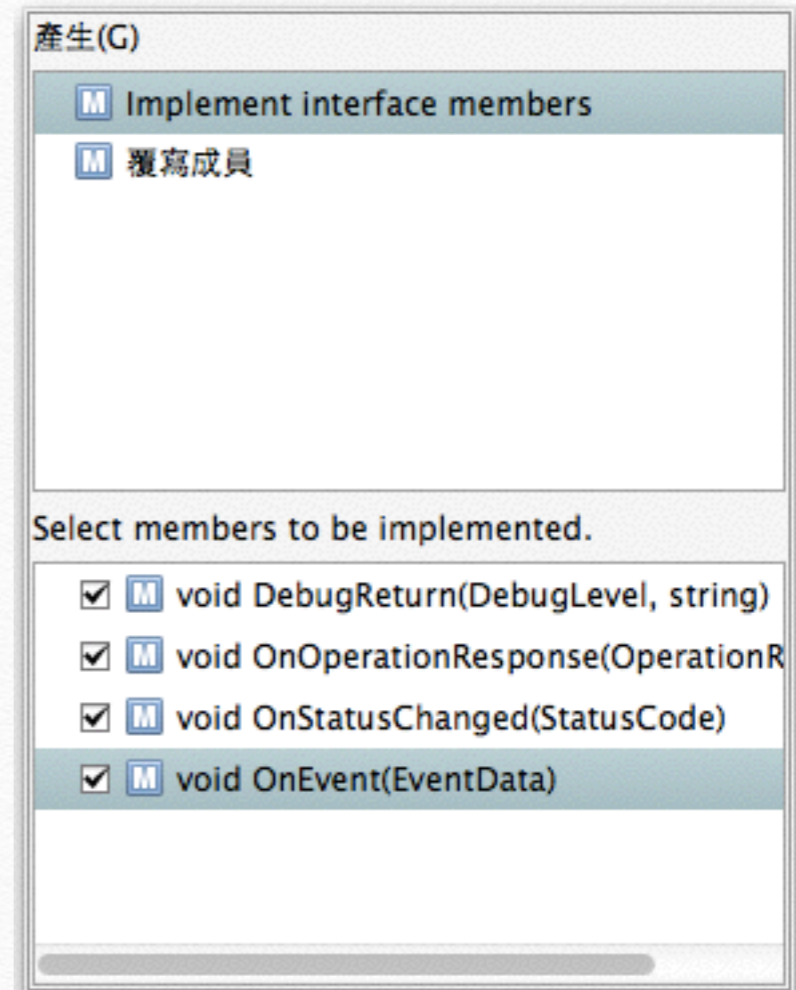 產生(G)
M Implement interface members
M 覆寫成員
Select members to be implemented.
M void DebugReturn(DebugLevel, string)
M void OnOperationResponse(OperationR
M void OnStatusChanged(StatusCode)
M void OnEvent(EventData)